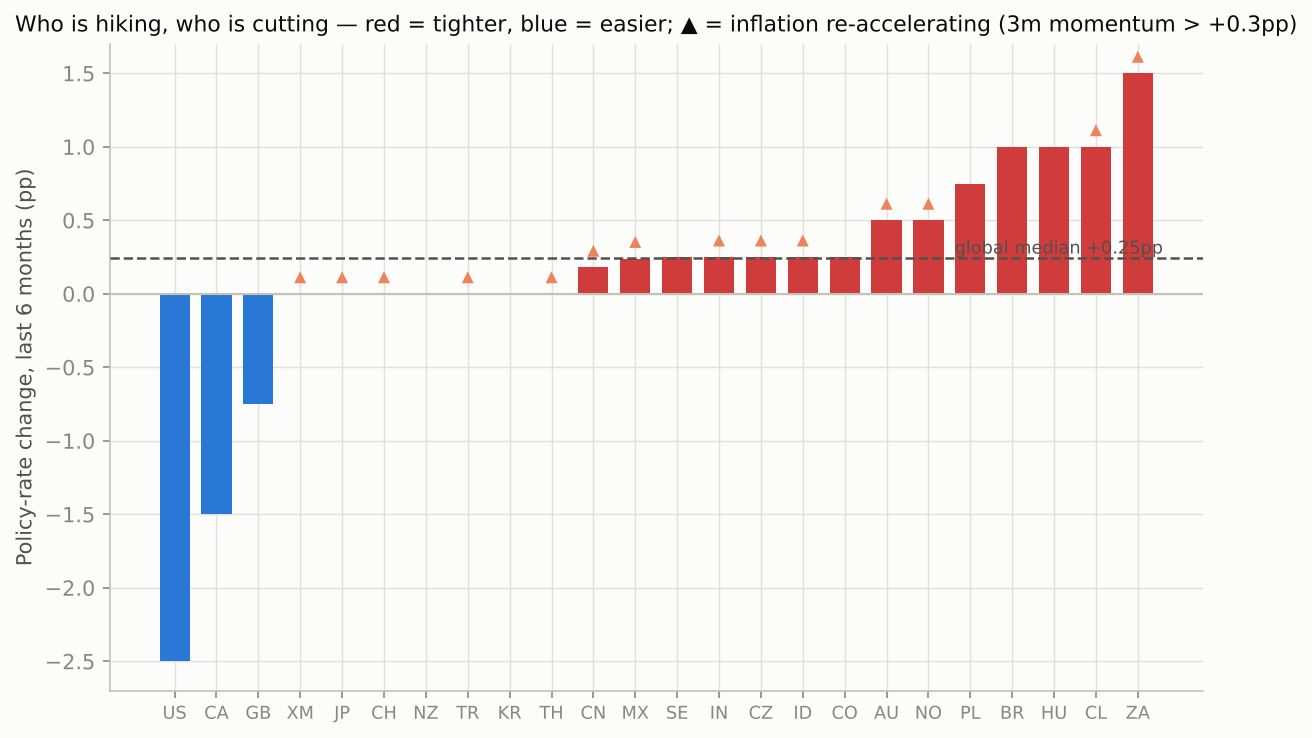 Who is hiking, who is cutting — red = tighter, blue = easier; ▲ = inflation re-accelerating (3m momentum > +0.3pp)
Policy-rate change, last 6 months (pp)
1.5
1.0
0.5
0.0
−0.5
−1.0
−1.5
−2.0
−2.5
global median +0.25pp
US CA GB XM JP CH NZ TR KR TH CN MX SE IN CZ ID CO AU NO PL BR HU CL ZA